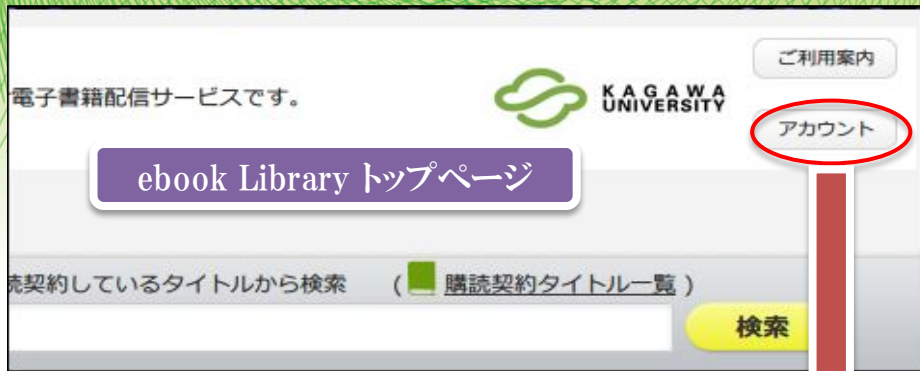 ご利用案内
電子書籍配信サービスです。
KAGAWA
UNIVERSITY
アカウント
ebook Library トップページ
読契約しているタイトルから検索 ( 購読契約タイトル一覧 )
検索